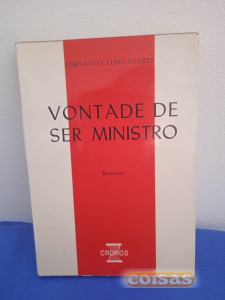 FERNANDO LUSO SOARES
VONTADE DE
SER MINISTRO
Romance
CRONOS
coisas